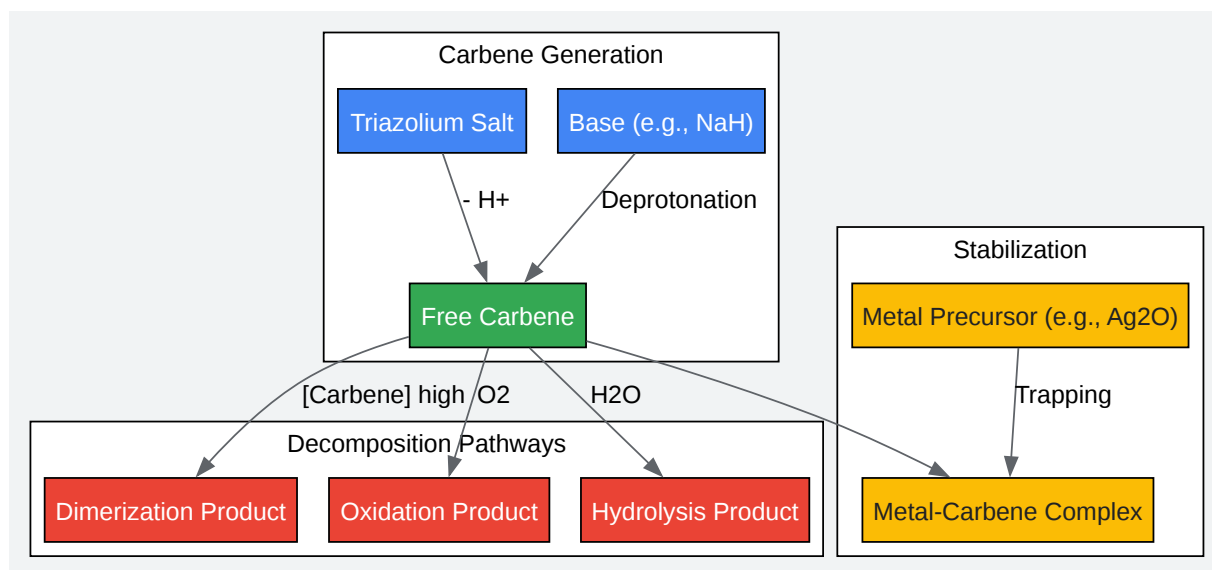 Carbene Generation
Triazolium Salt
Base (e.g., NaH)
- H+
Deprotonation
Free Carbene
Stabilization
Metal Precursor (e.g., Ag2O)
[Carbene] high
O2
H2O
Trapping
Decomposition Pathways
Dimerization Product
Oxidation Product
Hydrolysis Product
Metal-Carbene Complex